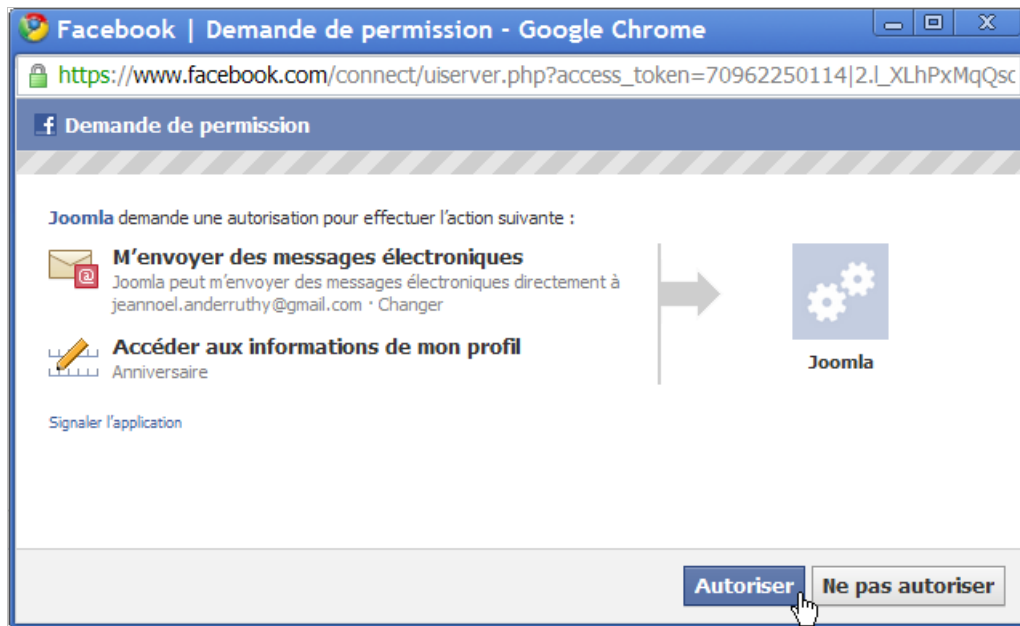 Facebook | Demande de permission - Google Chrome
https://www.facebook.com/connect/uiserver.php?access_token=70962250114|2.l_XLhPxMqQsc
f Demande de permission
Joomla demande une autorisation pour effectuer l'action suivante :
M'envoyer des messages électroniques
Joomla peut m'envoyer des messages électroniques directement à
jeannoel.anderruthy@gmail.com · Changer
Accéder aux informations de mon profil
Anniversaire
Joomla
Signaler l'application
Autoriser
Ne pas autoriser